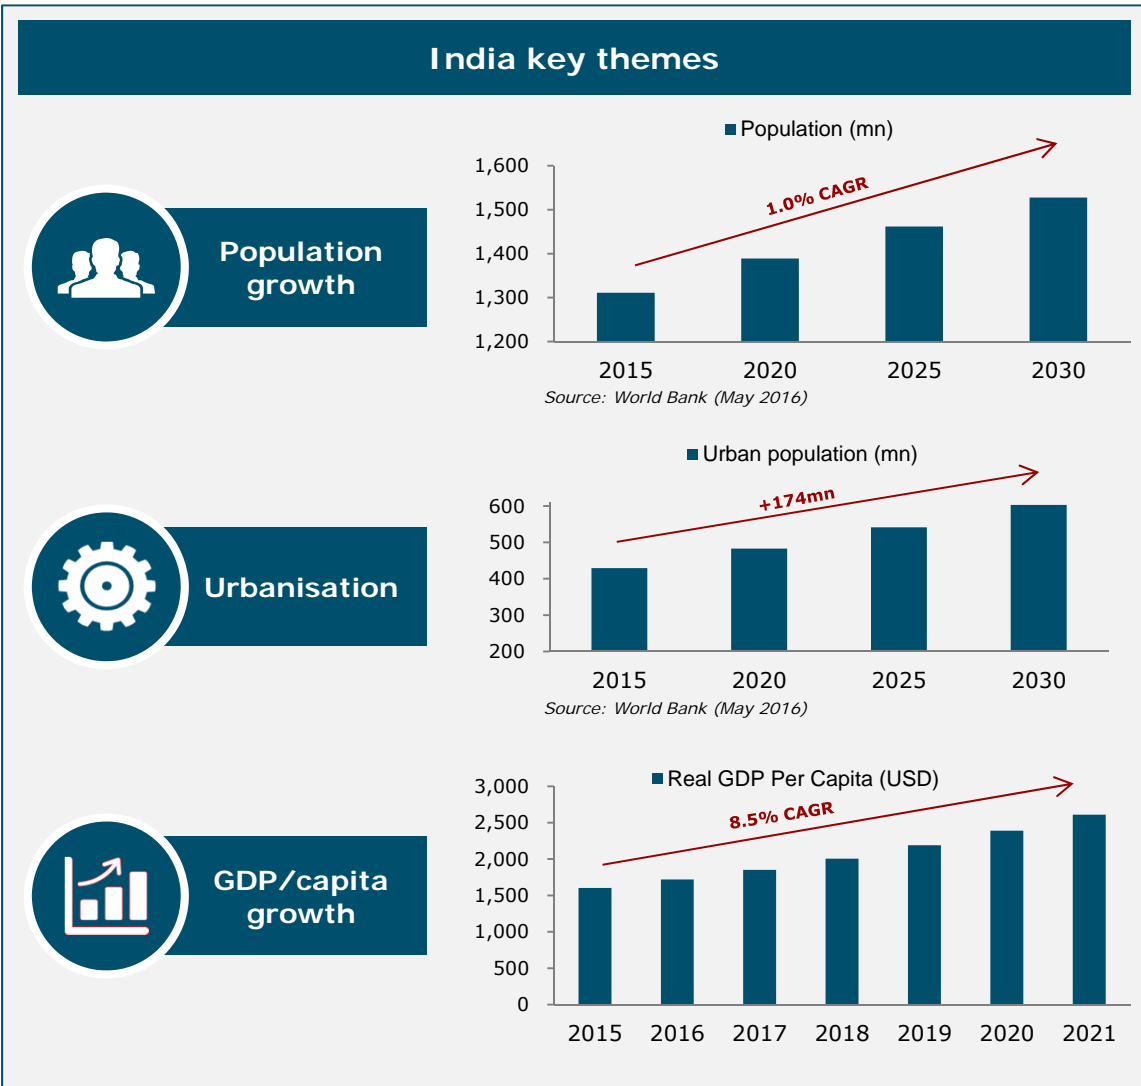 India key themes
Population
growth
Population (mn)
1.0% CAGR
1,600
1,500
1,400
1,300
1,200
2015 2020 2025 2030
Source: World Bank (May 2016)
Urbanisation
Urban population (mn)
+174mn
600
500
400
300
200
2015 2020 2025 2030
Source: World Bank (May 2016)
GDP/capita
growth
Real GDP Per Capita (USD)
8.5% CAGR
3,000
2,500
2,000
1,500
1,000
500
0
2015 2016 2017 2018 2019 2020 2021